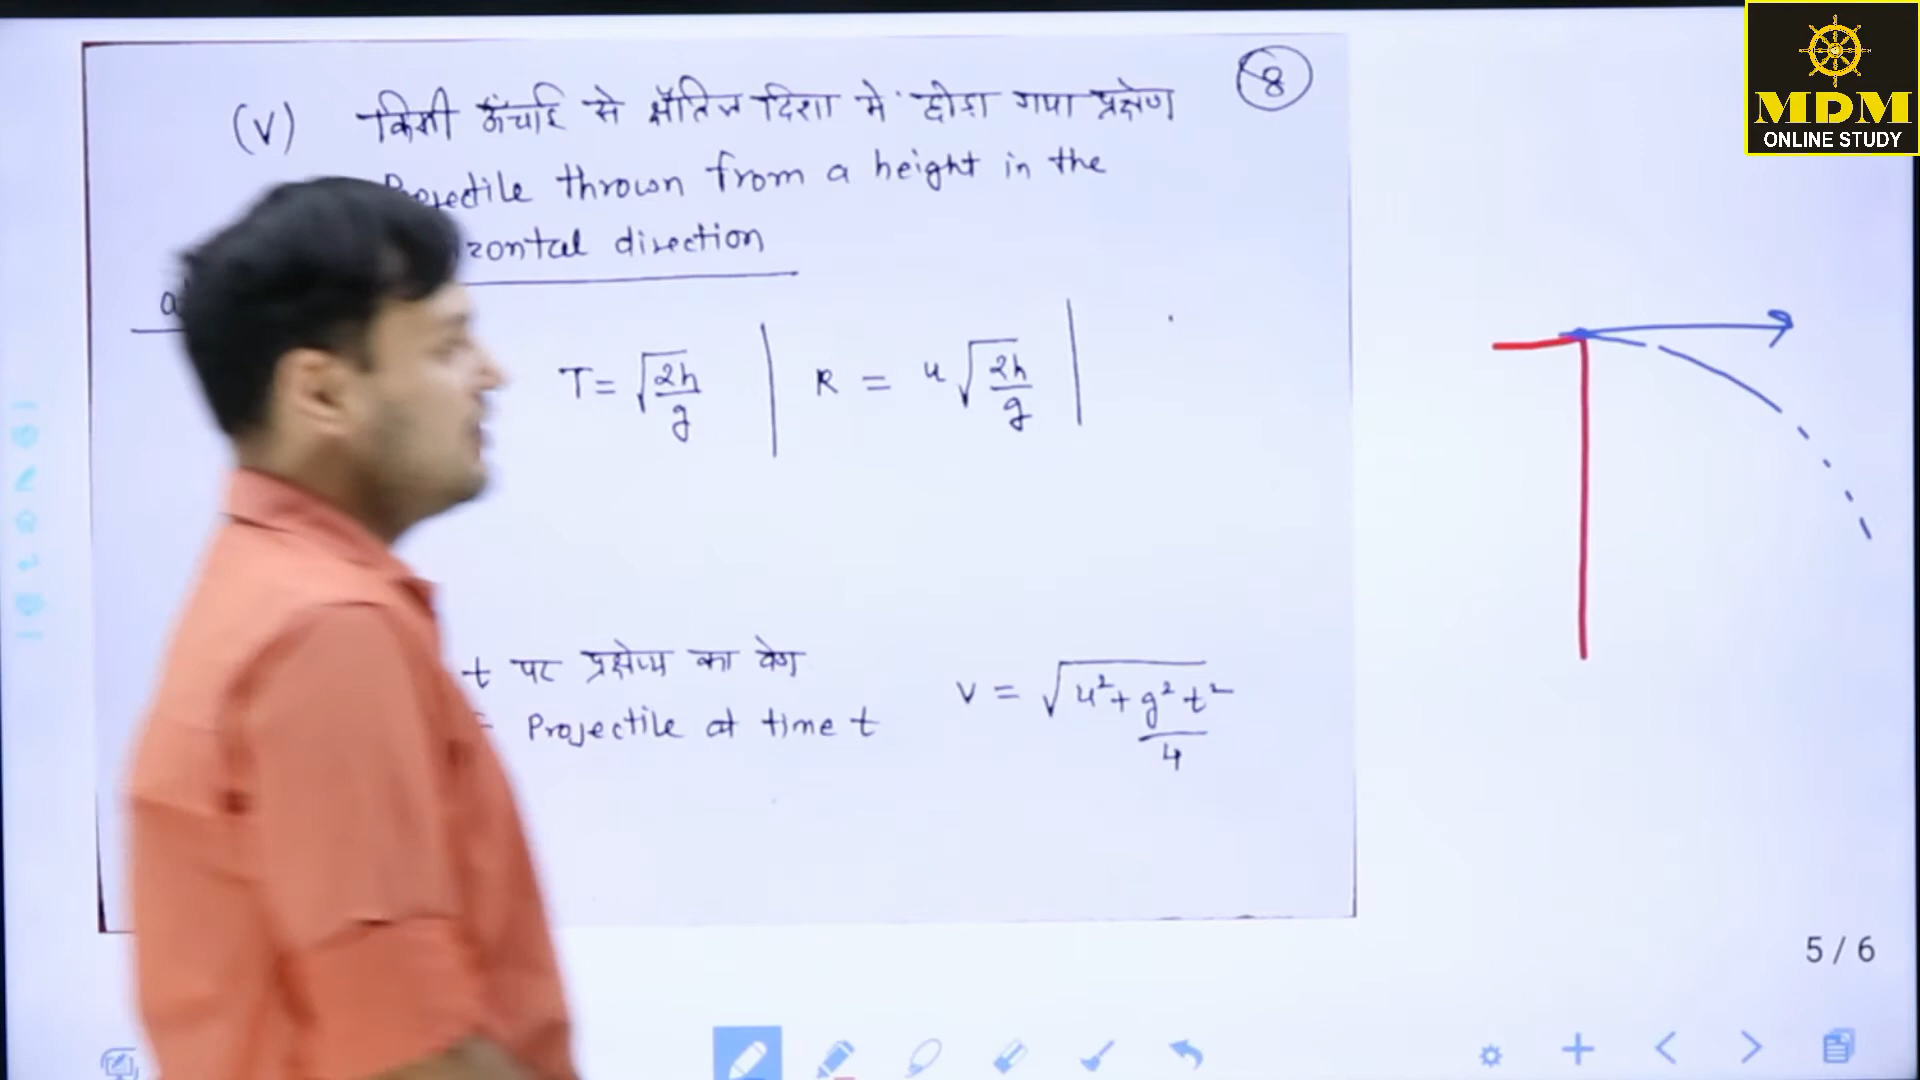 8
(V) किसी ऊँचाई से क्षैतिज दिशा में छोड़ा गया प्रक्षेण
Projectile thrown from a height in the
zontal direction
T = √(2h/g) | R = u√(2h/g) |
t पर प्रक्षेप्य का वेग
Projectile at time t
V = √(u² + g²t²/4)
MDM
ONLINE STUDY
5 / 6